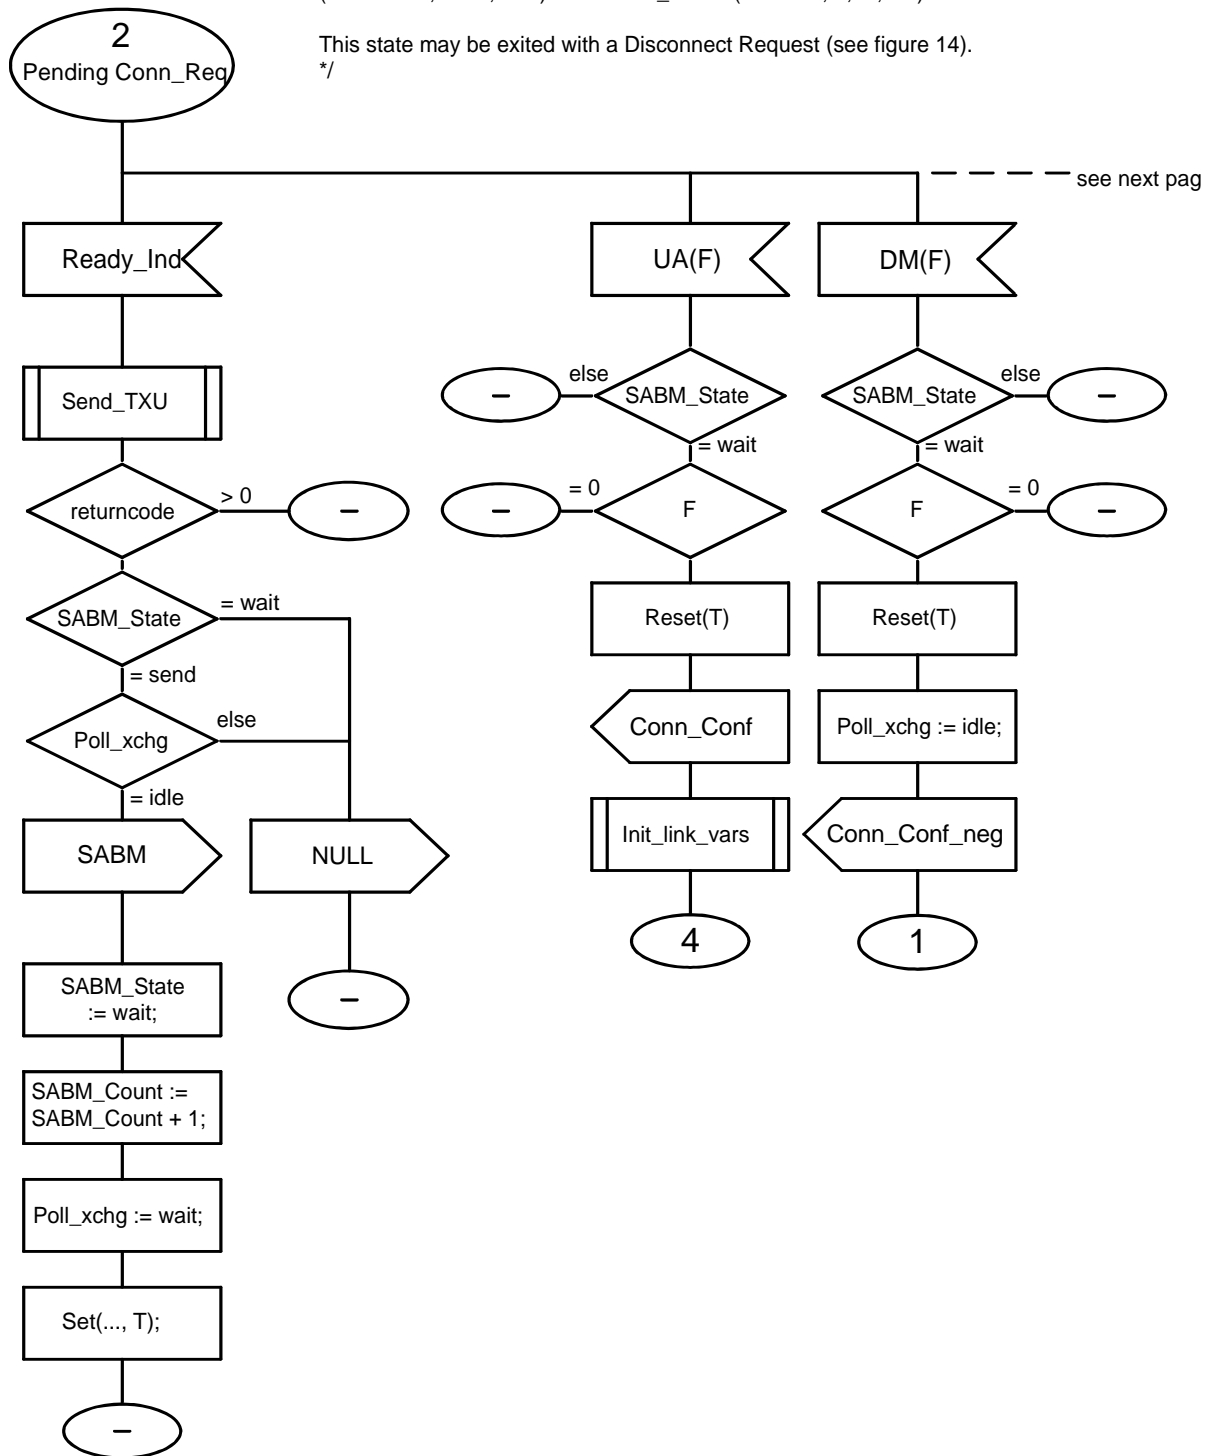 This state may be exited with a Disconnect Request (see figure 14).
*/
2
Pending Conn_Req
see next pag
Ready_Ind
UA(F)
DM(F)
Send_TXU
else
–
SABM_State
= wait
SABM_State
else
–
= wait
returncode
> 0
–
= 0
–
F
F
= 0
–
SABM_State
= wait
= send
Reset(T)
Reset(T)
Poll_xchg
else
= idle
Conn_Conf
Poll_xchg := idle;
SABM
NULL
Init_link_vars
Conn_Conf_neg
4
1
SABM_State
:= wait;
–
SABM_Count :=
SABM_Count + 1;
Poll_xchg := wait;
Set(..., T);
–